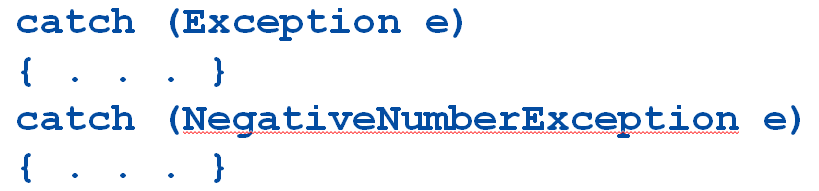 catch (Exception e)
{ . . . }
catch (NegativeNumberException e)
{ . . . }